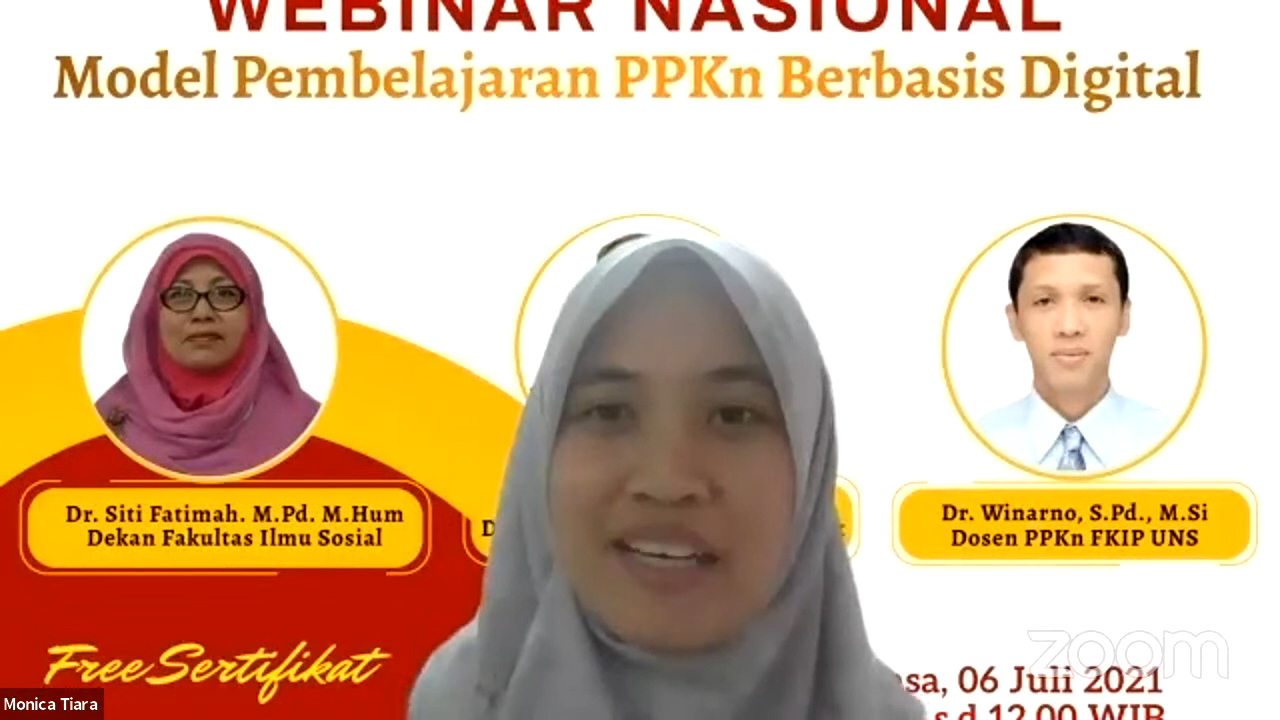 WEBINAR NASIONAL
Model Pembelajaran PPKn Berbasis Digital
Dr. Siti Fatimah. M.Pd. M.Hum
Dekan Fakultas Ilmu Sosial
Dr. Winarno, S.Pd., M.Si
Dosen PPKn FKIP UNS
Free Sertifikat
zoom
06 Juli 2021
s.d 12.00 WIB
Monica Tiara